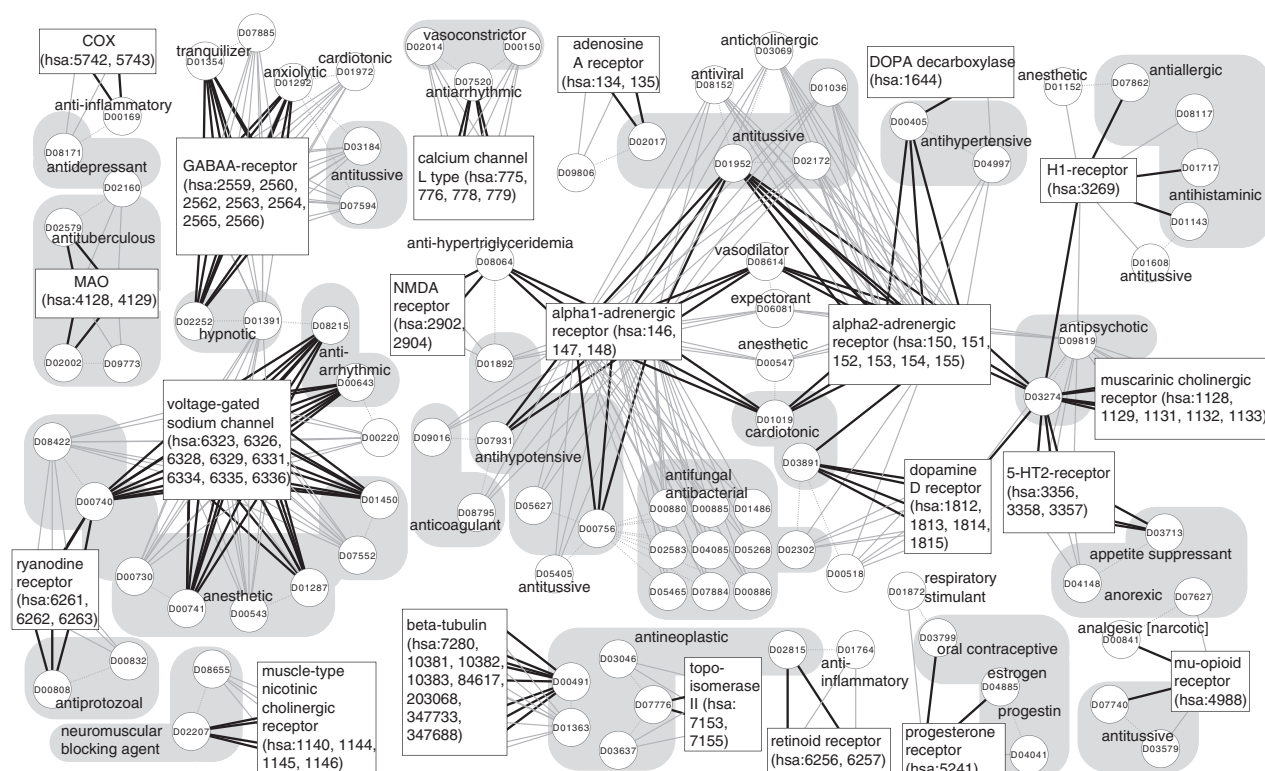 COX
(hsa:5742, 5743)
anti-inflammatory
D00169
D08171
antidepressant
D02160
D02579
antituberculous
MAO
(hsa:4128, 4129)
D02002
D09773
D07885
tranquilizer
D01354
anxiolytic
D01292
cardiotonic
D01972
GABAA-receptor
(hsa:2559, 2560,
2562, 2563, 2564,
2565, 2566)
D03184
antitussive
D07594
D02252
D01391
hypnotic
vasoconstrictor
D02014
D00150
D07520
antiarrhythmic
calcium channel
L type (hsa:775,
776, 778, 779)
adenosine
A receptor
(hsa:134, 135)
D02017
D09806
anticholinergic
D03069
antiviral
D08152
D01036
antitussive
D01952
D02172
DOPA decarboxylase
(hsa:1644)
D00405
antihypertensive
D04997
anesthetic
D01152
D07862
antiallergic
D08117
H1-receptor
(hsa:3269)
D01717
antihistaminic
D01143
D01608
antitussive
anti-hypertriglyceridemia
D08064
NMDA
receptor
(hsa:2902,
2904)
D01892
alpha1-adrenergic
receptor (hsa:146,
147, 148)
vasodilator
D08614
expectorant
D06081
anesthetic
D00547
D01019
cardiotonic
D03891
alpha2-adrenergic
receptor (hsa:150, 151,
152, 153, 154, 155)
antipsychotic
D09819
D03274
muscarinic cholinergic
receptor (hsa:1128,
1129, 1131, 1132, 1133)
D08215
anti-
arrhythmic
D00643
D00220
voltage-gated
sodium channel
(hsa:6323, 6326,
6328, 6329, 6331,
6334, 6335, 6336)
D08422
D00740
D01450
D07552
D00730
D00741
anesthetic
D00543
D01287
ryanodine
receptor
(hsa:6261,
6262, 6263)
D00832
D00808
antiprotozoal
D09016
D07931
antihypotensive
D08795
anticoagulant
D05627
D00756
D05405
antitussive
antifungal
antibacterial
D00880
D00885
D01486
D02583
D04085
D05268
D05465
D07884
D00886
D02302
D00518
dopamine
D receptor
(hsa:1812,
1813, 1814,
1815)
5-HT2-receptor
(hsa:3356,
3358, 3357)
D03713
appetite suppressant
D04148
anorexic
D07627
analgesic [narcotic]
D00841
mu-opioid
receptor
(hsa:4988)
D07740
antitussive
D03579
D08655
D02207
neuromuscular
blocking agent
muscle-type
nicotinic
cholinergic
receptor
(hsa:1140, 1144,
1145, 1146)
beta-tubulin
(hsa:7280,
10381, 10382,
10383, 84617,
203068,
347733,
347688)
D00491
D01363
antineoplastic
D03046
D07776
D03637
topo-
isomerase
II (hsa:
7153,
7155)
D02815
D01764
anti-
inflammatory
retinoid receptor
(hsa:6256, 6257)
respiratory
stimulant
D01872
D03799
oral contraceptive
estrogen
D04885
progestin
D04041
progesterone
receptor
(hsa:5241)